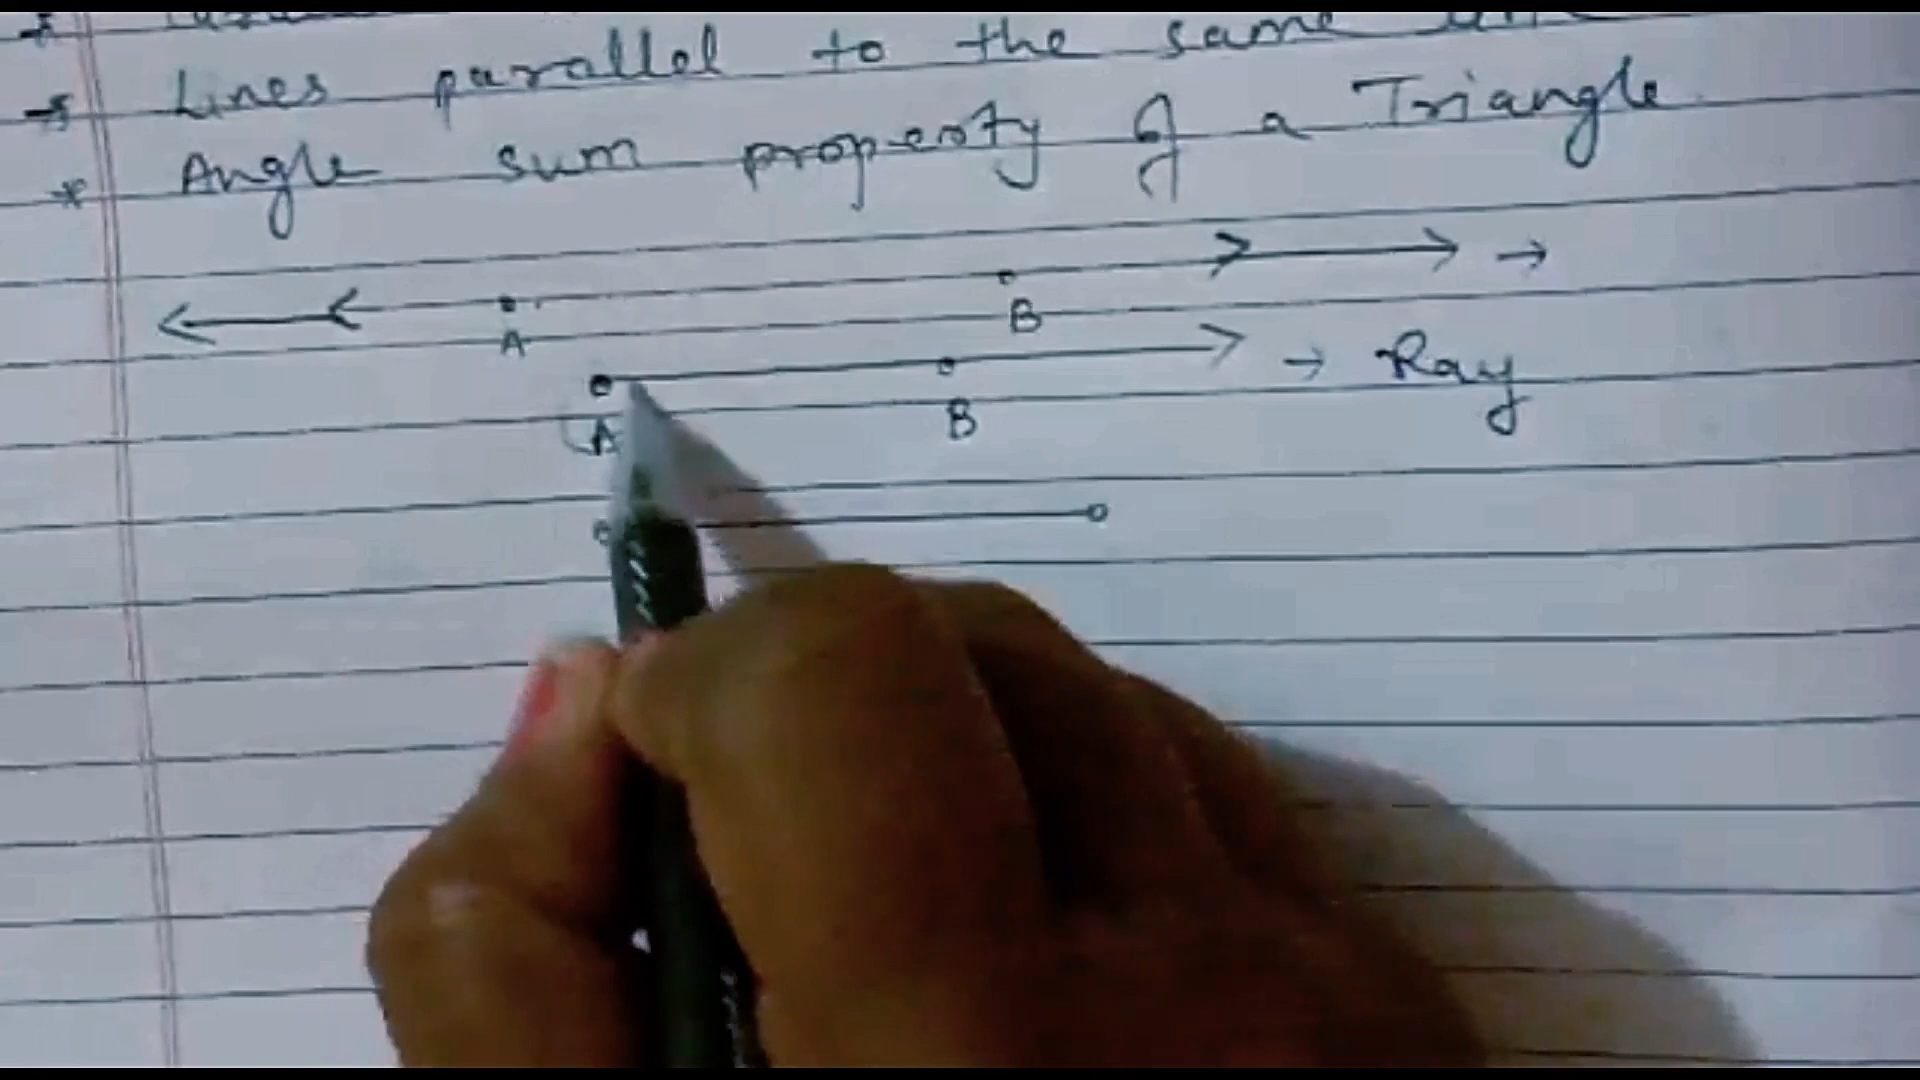 Lines parallel to the same
Angle sum property of a Triangle
A B
A B → Ray